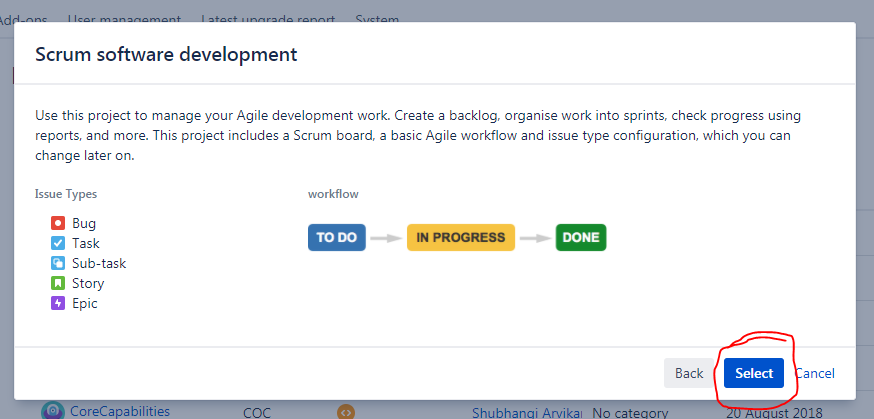 Add-ons User management Latest upgrade report System
Scrum software development
Use this project to manage your Agile development work. Create a backlog, organise work into sprints, check progress using
reports, and more. This project includes a Scrum board, a basic Agile workflow and issue type configuration, which you can
change later on.
Issue Types workflow
Bug
TO DO IN PROGRESS DONE
Task
Sub-task
Story
Epic
Back Select Cancel
CoreCapabilities COC Shubhangi Arvikar No category 20 August 2018